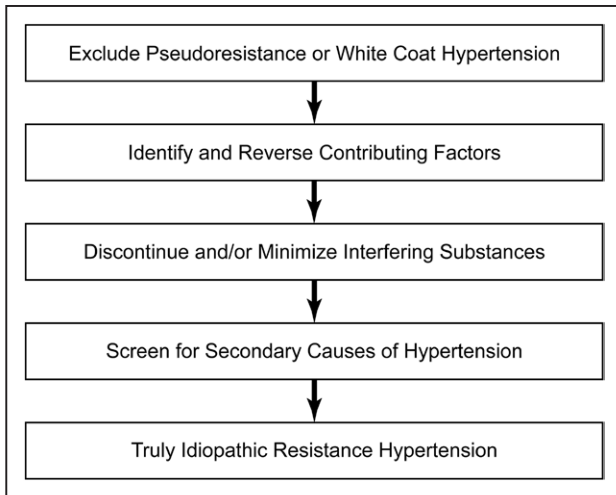 Exclude Pseudoresistance or White Coat Hypertension
Identify and Reverse Contributing Factors
Discontinue and/or Minimize Interfering Substances
Screen for Secondary Causes of Hypertension
Truly Idiopathic Resistance Hypertension